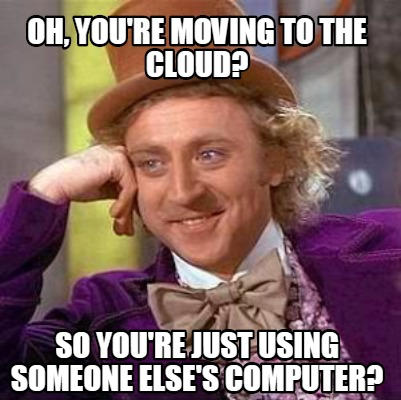 OH, YOU'RE MOVING TO THE
CLOUD?
SO YOU'RE JUST USING
SOMEONE ELSE'S COMPUTER?